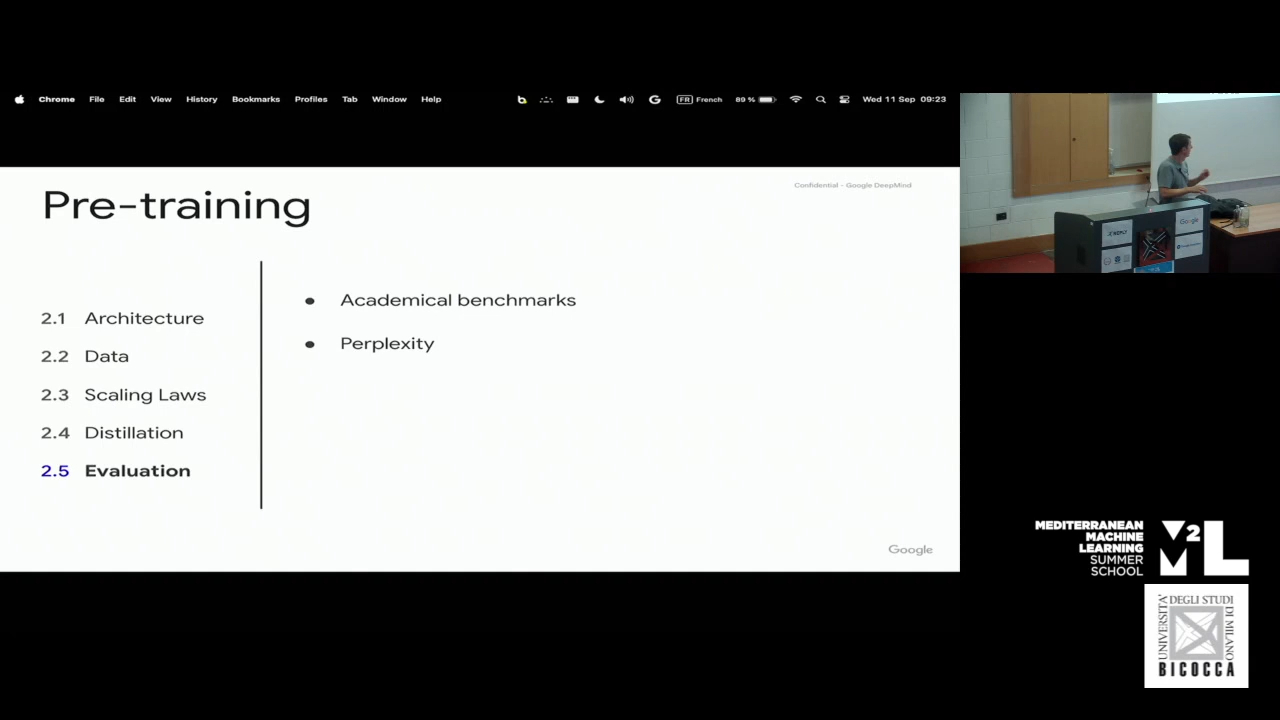 Chrome File Edit View History Bookmarks Profiles Tab Window Help FR French 89 % Wed 11 Sep 09:23
Confidential - Google DeepMind
Pre-training
2.1 Architecture
2.2 Data
2.3 Scaling Laws
2.4 Distillation
2.5 Evaluation
● Academical benchmarks
● Perplexity
Google
REPLY
Google
MEDITERRANEAN
MACHINE
LEARNING
SUMMER
SCHOOL
M2L
UNIVERSITÀ
DEGLI STUDI
DI MILANO
BICOCCA